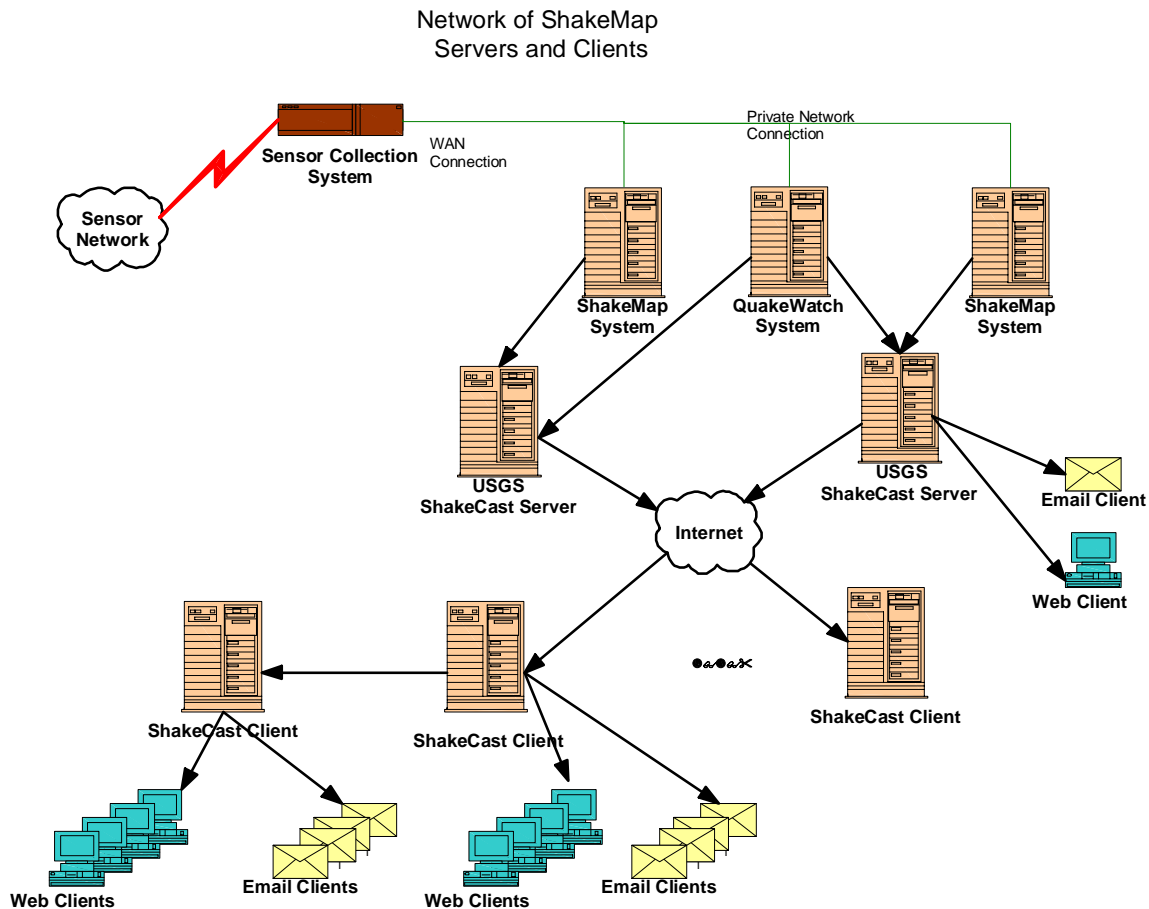 Network of ShakeMap
Servers and Clients
Private Network
Connection
WAN
Connection
Sensor Collection
System
Sensor
Network
ShakeMap
System
QuakeWatch
System
ShakeMap
System
USGS
ShakeCast Server
USGS
ShakeCast Server
Email Client
Internet
Web Client
ShakeCast Client
ShakeCast Client
ShakeCast Client
Web Clients
Email Clients
Web Clients
Email Clients